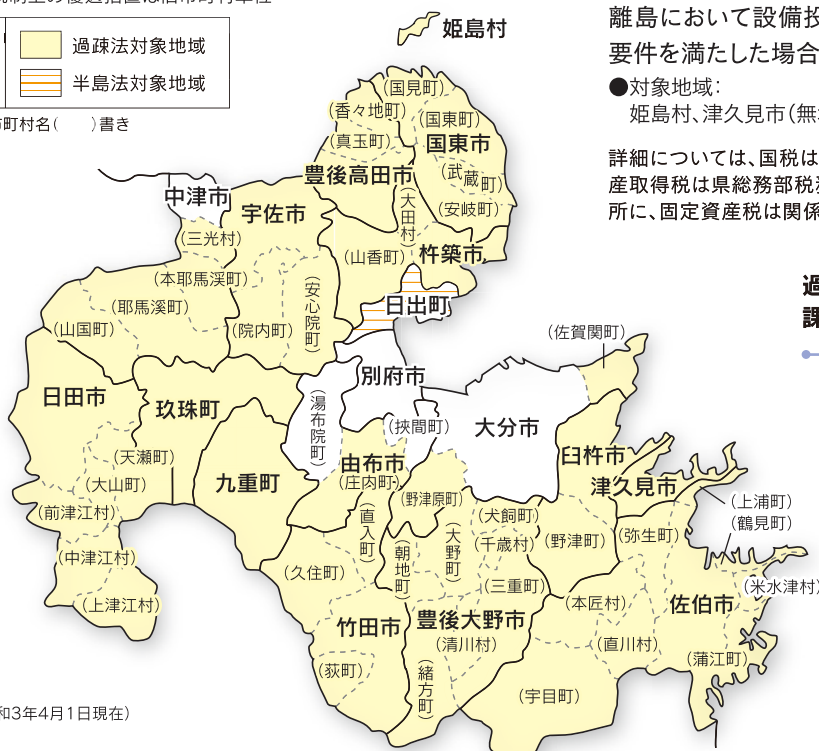 過疎法対象地域
半島法対象地域
市町村名(　　)書き
離島において設備投
要件を満たした場合
●対象地域:
姫島村、津久見市(無
詳細については、国税は
産取得税は県総務部税
所に、固定資産税は関係
過
課
姫島村
(国見町)
(香々地町)
(国東町)
(真玉町)
国東市
豊後高田市
(武蔵町)
(大田村)
(安岐町)
中津市
宇佐市
(三光村)
(山香町)
杵築市
(本耶馬渓町)
(耶馬溪町)
(安心院町)
日出町
(山国町)
(院内町)
(佐賀関町)
別府市
日田市
玖珠町
(湯布院町)
(挾間町)
大分市
(天瀬町)
由布市
臼杵市
九重町
(大山町)
(庄内町)
津久見市
(前津江村)
(野津原町)
(上浦町)
(直入町)
(犬飼町)
(鶴見町)
(大野町)
(千歳村)
(野津町)
(弥生町)
(中津江村)
(朝地町)
(久住町)
(三重町)
(米水津村)
(上津江村)
(本匠村)
佐伯市
竹田市
豊後大野市
(清川村)
(直川村)
(蒲江町)
(荻町)
(緒方町)
(宇目町)
和3年4月1日現在)